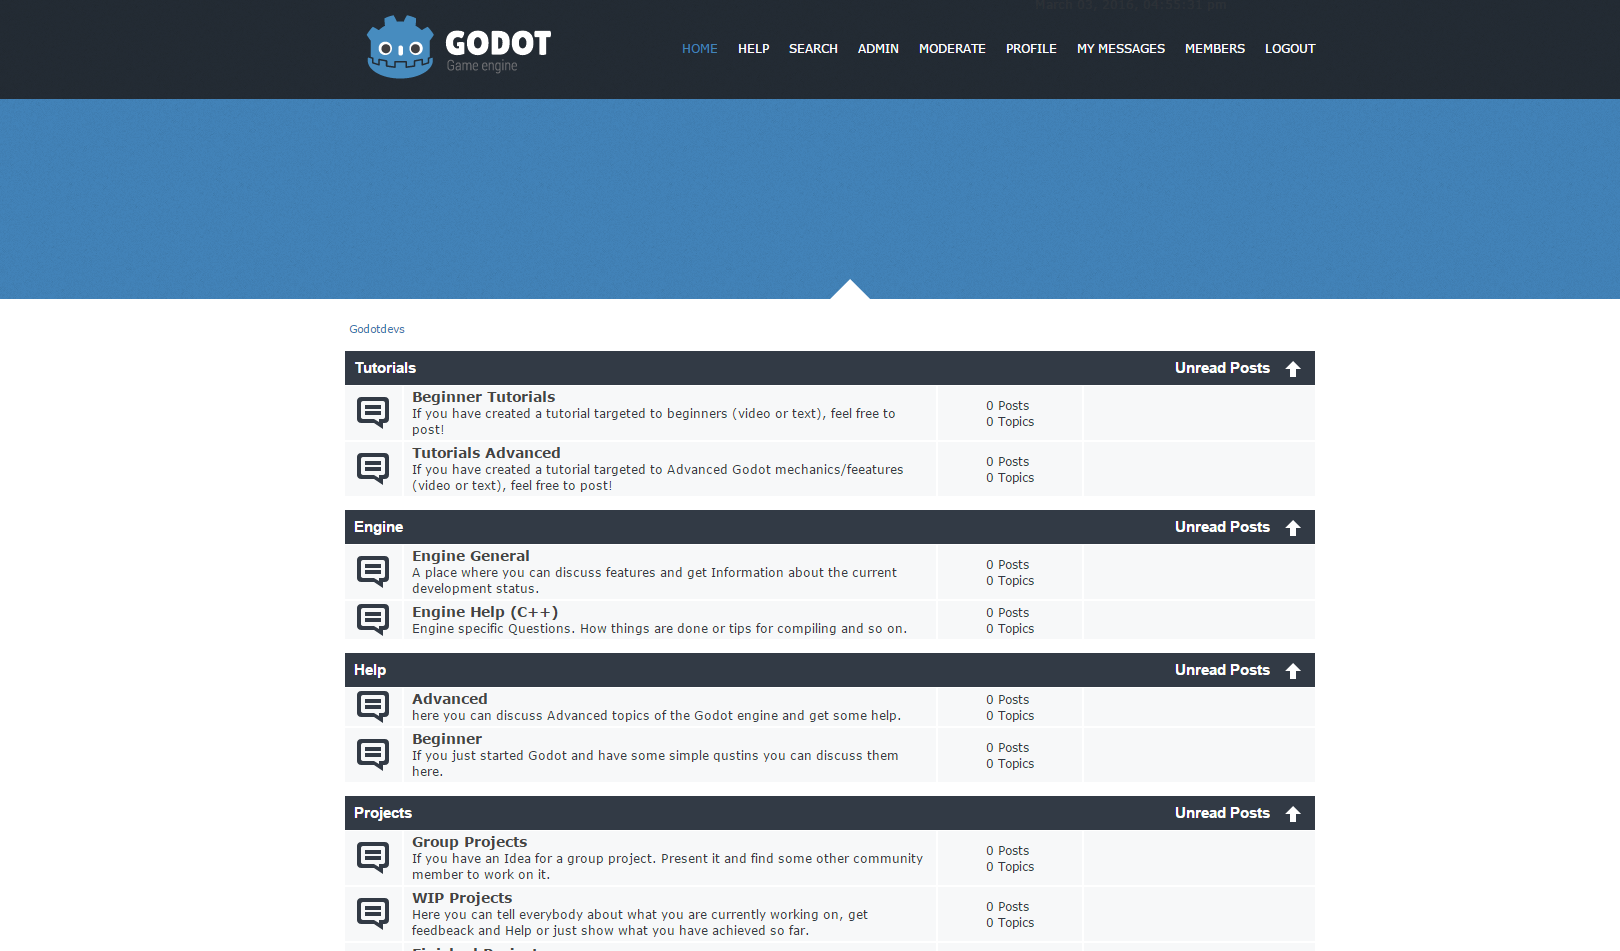 March 03, 2015, 04:55:51 pm
GODOT
Game engine
HOME HELP SEARCH ADMIN MODERATE PROFILE MY MESSAGES MEMBERS LOGOUT
Godotdevs
Tutorials Unread Posts
Beginner Tutorials
If you have created a tutorial targeted to beginners (video or text), feel free to
post!
0 Posts
0 Topics
Tutorials Advanced
If you have created a tutorial targeted to Advanced Godot mechanics/feeatures
(video or text), feel free to post!
0 Posts
0 Topics
Engine Unread Posts
Engine General
A place where you can discuss features and get Information about the current
development status.
0 Posts
0 Topics
Engine Help (C++)
Engine specific Questions. How things are done or tips for compiling and so on.
0 Posts
0 Topics
Help Unread Posts
Advanced
here you can discuss Advanced topics of the Godot engine and get some help.
0 Posts
0 Topics
Beginner
If you just started Godot and have some simple qustins you can discuss them
here.
0 Posts
0 Topics
Projects Unread Posts
Group Projects
If you have an Idea for a group project. Present it and find some other community
member to work on it.
0 Posts
0 Topics
WIP Projects
Here you can tell everybody about what you are currently working on, get
feedbeack and Help or just show what you have achieved so far.
0 Posts
0 Topics